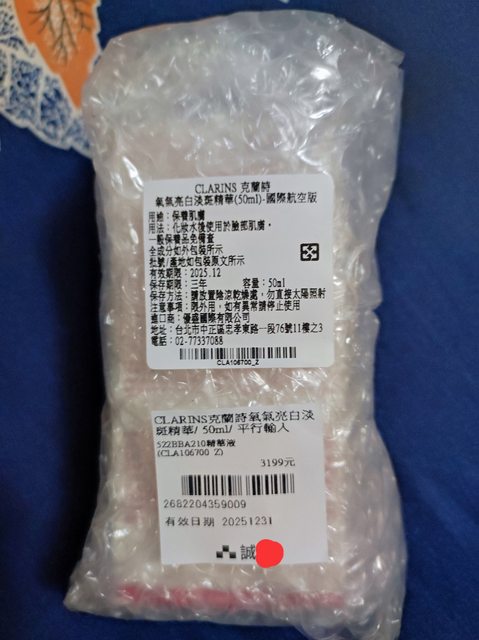 CLARINS 克蘭詩
氧氣亮白淡斑精華(50ml)-國際航空版
用途：保養肌膚
用法：化妝水後使用於臉部肌膚。
一般保養品免備查
全成分如外包裝所示
批號/產地如包裝原文所示
有效期限：2025.12
保存期限：三年 容量：50ml
保存方法：請放置陰涼乾燥處，勿直接太陽照射
注意事項：限外用，如有異常請停止使用
進口商：優盛國際有限公司
地址：台北市中正區忠孝東路一段76號11樓之3
電話：02-77337088
CLA106700_Z
CLARINS克蘭詩氧氣亮白淡
斑精華/ 50ml/ 平行輸入
522BBA210精華液
(CLA106700 Z)
3199元
2682204359009
有效日期 20251231
誠